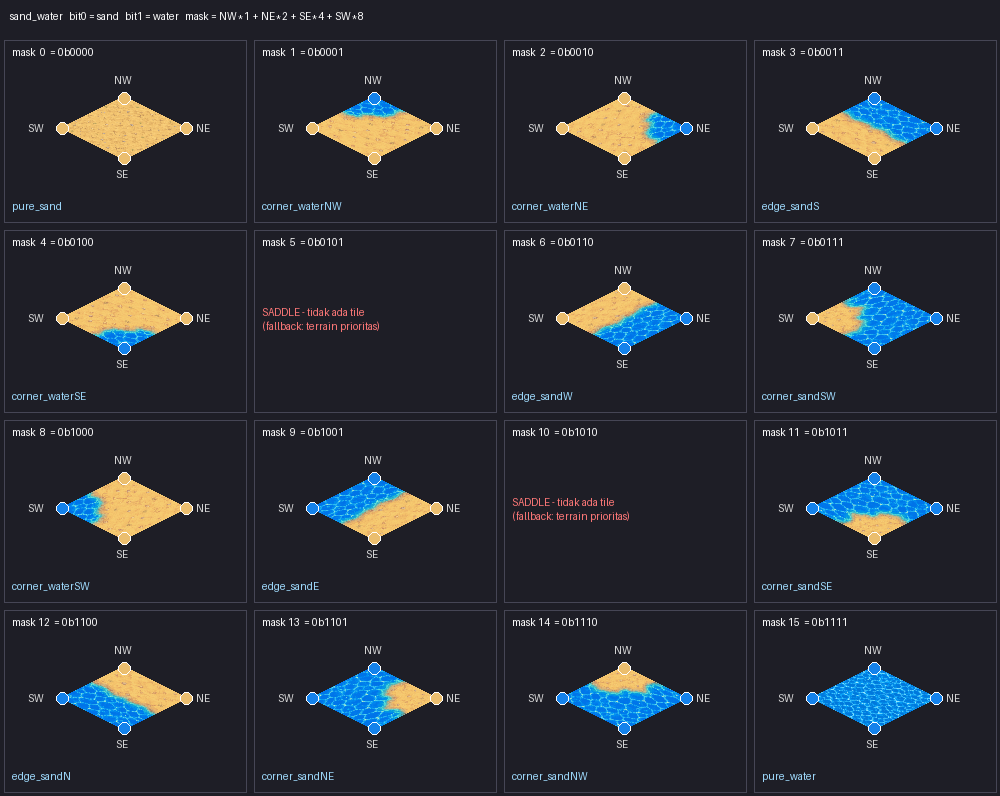 sand_water bit0 = sand bit1 = water mask = NW*1 + NE*2 + SE*4 + SW*8
mask 0 = 0b0000
NW
SW
NE
SE
pure_sand
mask 1 = 0b0001
NW
SW
NE
SE
corner_waterNW
mask 2 = 0b0010
NW
SW
NE
SE
corner_waterNE
mask 3 = 0b0011
NW
SW
NE
SE
edge_sandS
mask 4 = 0b0100
NW
SW
NE
SE
corner_waterSE
mask 5 = 0b0101
SADDLE - tidak ada tile
(fallback: terrain prioritas)
mask 6 = 0b0110
NW
SW
NE
SE
edge_sandW
mask 7 = 0b0111
NW
SW
NE
SE
corner_sandSW
mask 8 = 0b1000
NW
SW
NE
SE
corner_waterSW
mask 9 = 0b1001
NW
SW
NE
SE
edge_sandE
mask 10 = 0b1010
SADDLE - tidak ada tile
(fallback: terrain prioritas)
mask 11 = 0b1011
NW
SW
NE
SE
corner_sandSE
mask 12 = 0b1100
NW
SW
NE
SE
edge_sandN
mask 13 = 0b1101
NW
SW
NE
SE
corner_sandNE
mask 14 = 0b1110
NW
SW
NE
SE
corner_sandNW
mask 15 = 0b1111
NW
SW
NE
SE
pure_water